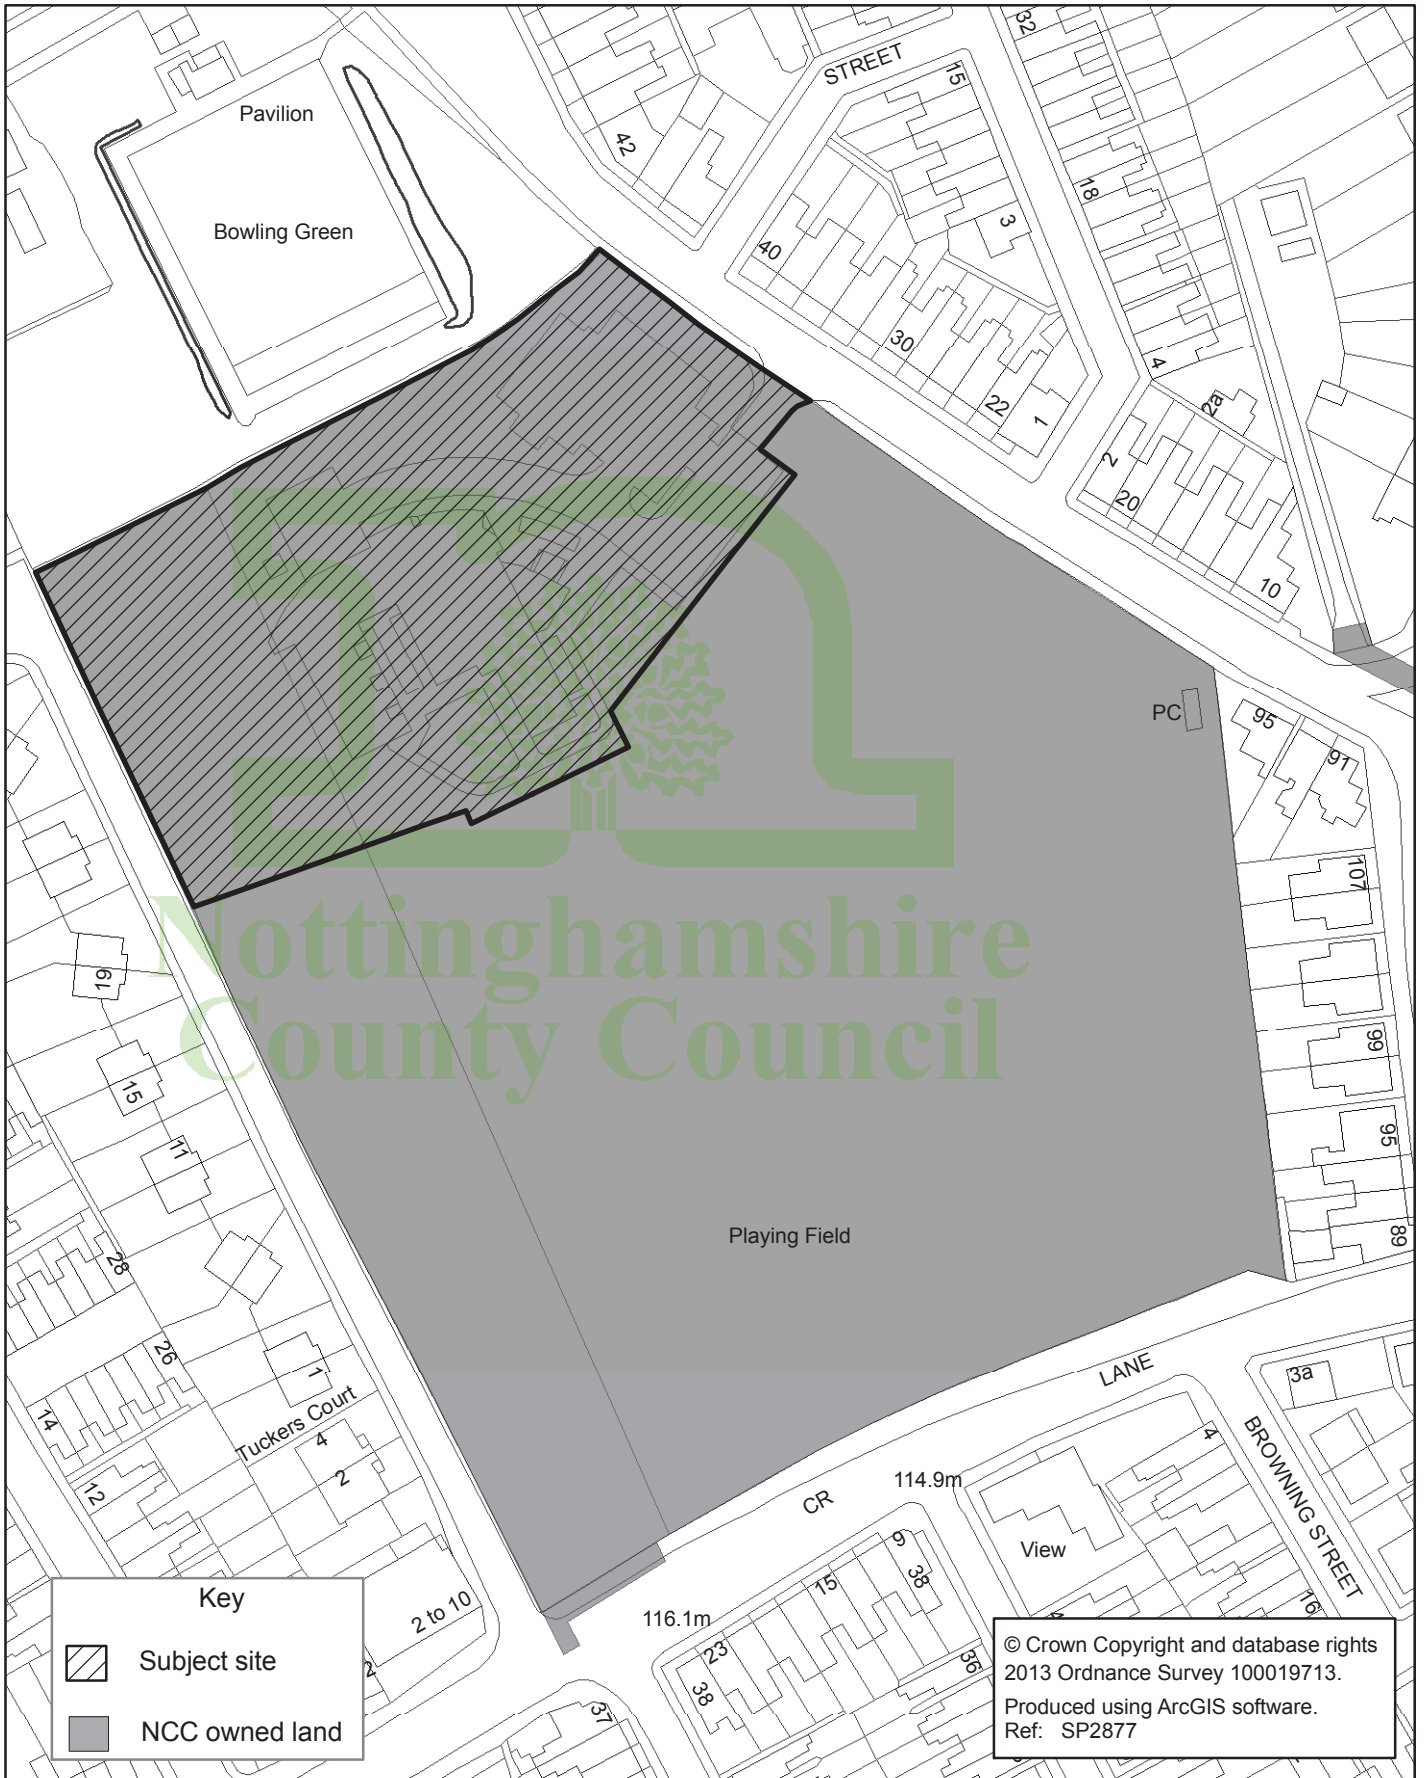 32
STREET
15
Pavilion
42
18
3
Bowling Green
40
30
4
22
1
2a
2
20
10
PC
95
91
107
Nottinghamshire
County Council
19
99
15
95
11
Playing Field
89
28
26
1
LANE
3a
Tuckers Court
14
4
4
BROWNING STREET
2
114.9m
12
CR
9
View
38
15
16
2 to 10
116.1m
4
23
36
2
38
37
Key
Subject site
NCC owned land
© Crown Copyright and database rights
2013 Ordnance Survey 100019713.
Produced using ArcGIS software.
Ref: SP2877